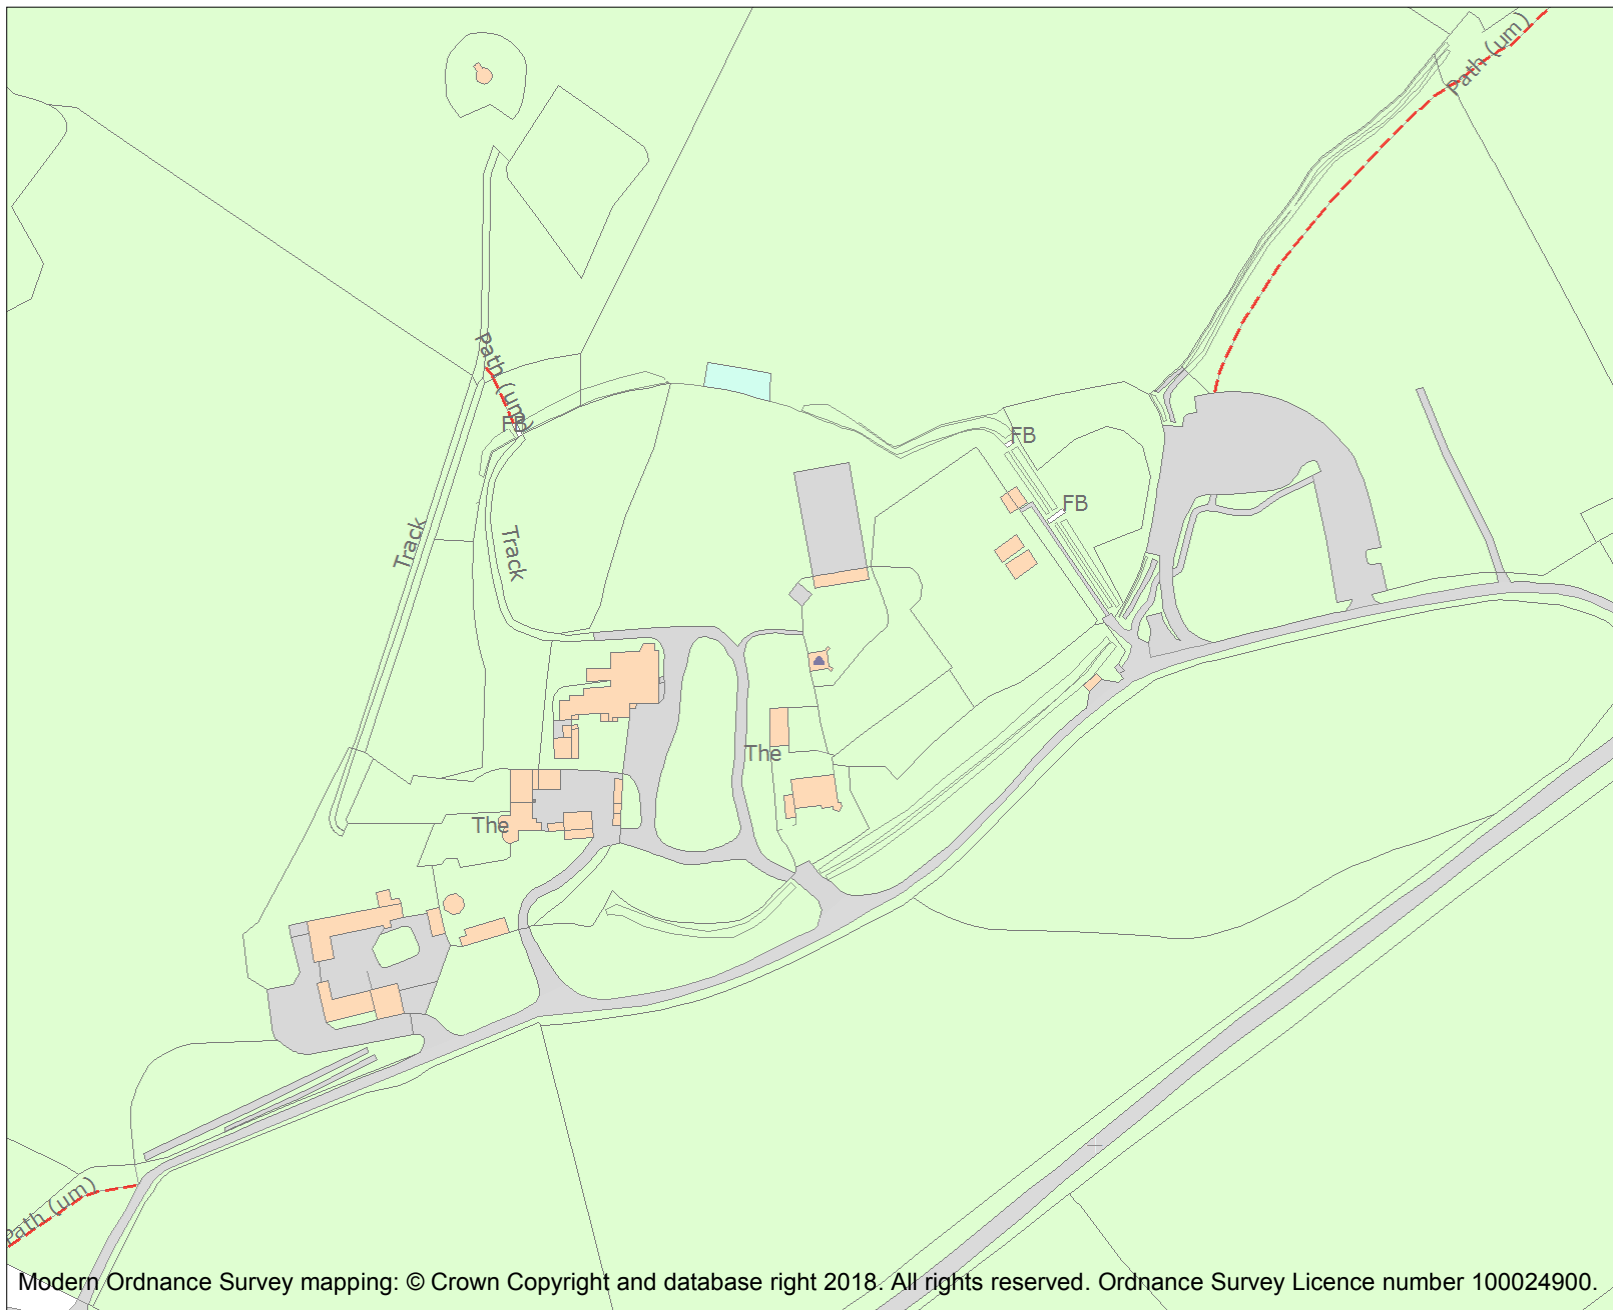 Path (um)
Path (um)
FB
FB
FB
Track
Track
The
The
Path (um)
Modern Ordnance Survey mapping: © Crown Copyright and database right 2018. All rights reserved. Ordnance Survey Licence number 100024900.